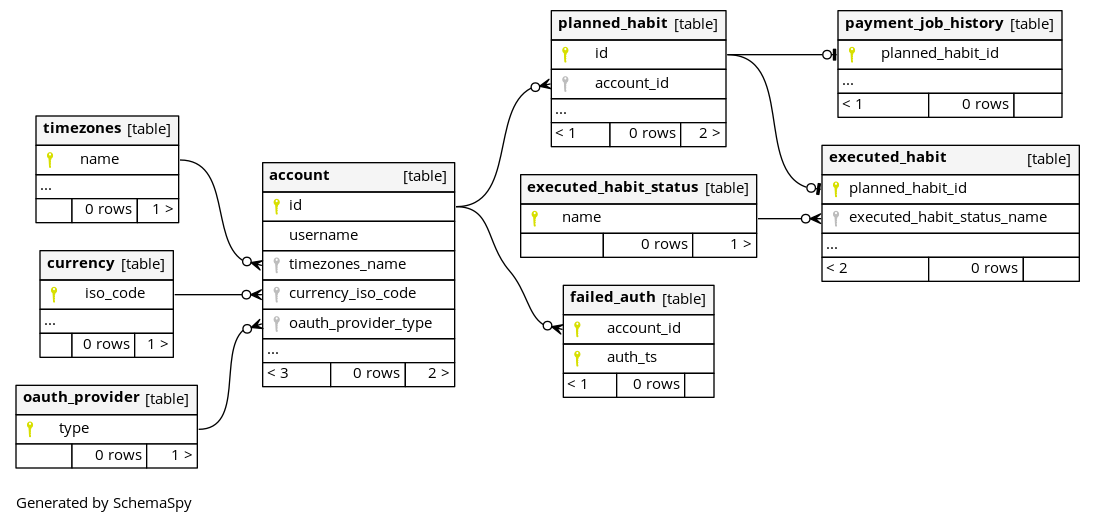 timezones [table]
name
...
0 rows 1 >
currency [table]
iso_code
...
0 rows 1 >
oauth_provider [table]
type
0 rows 1 >
account [table]
id
username
timezones_name
currency_iso_code
oauth_provider_type
...
< 3 0 rows 2 >
planned_habit [table]
id
account_id
...
< 1 0 rows 2 >
executed_habit_status [table]
name
0 rows 1 >
failed_auth [table]
account_id
auth_ts
< 1 0 rows
payment_job_history [table]
planned_habit_id
...
< 1 0 rows
executed_habit [table]
planned_habit_id
executed_habit_status_name
...
< 2 0 rows
Generated by SchemaSpy